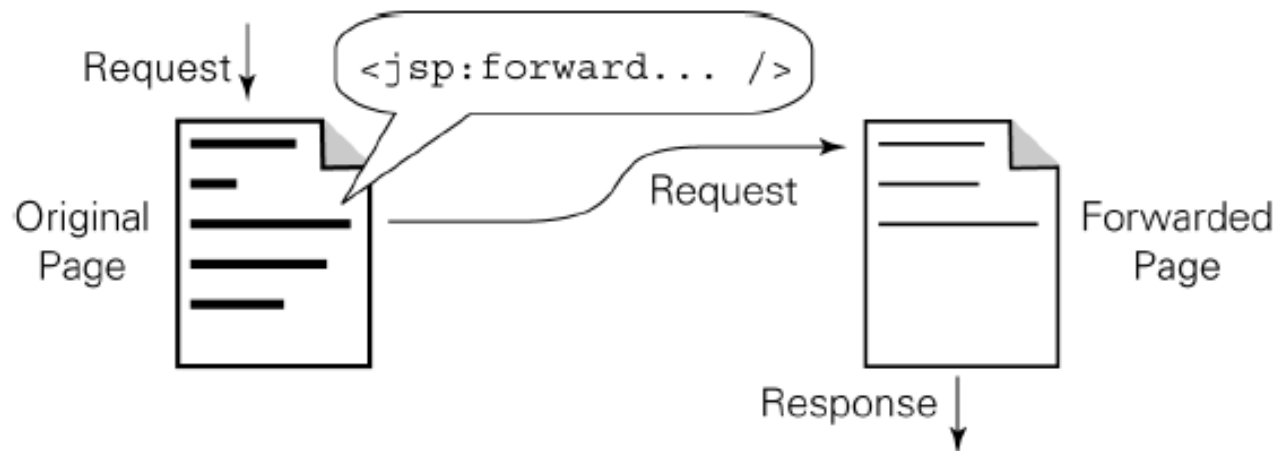 Request
<jsp:forward... />
Original
Page
Request
Forwarded
Page
Response